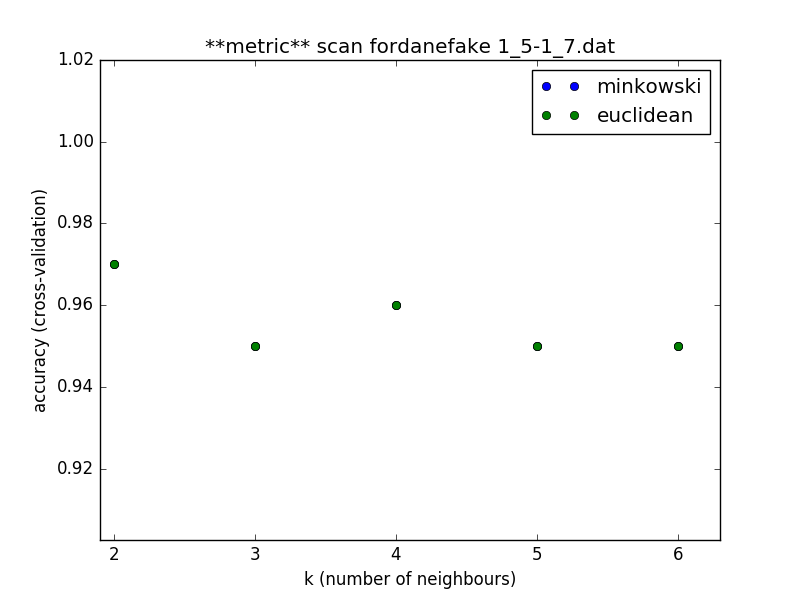 **metric** scan fordanefake 1_5-1_7.dat
minkowski
euclidean
1.02
1.00
0.98
0.96
0.94
0.92
accuracy (cross-validation)
2 3 4 5 6
k (number of neighbours)